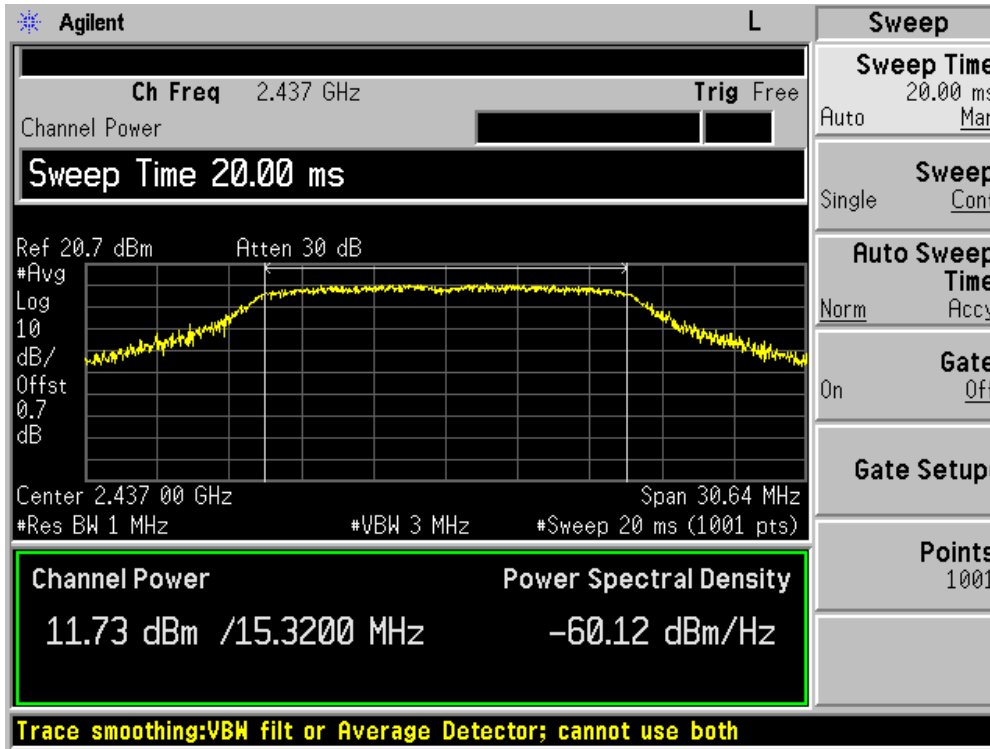 Agilent L Sweep
Ch Freq 2.437 GHz Trig Free
Channel Power
Sweep Time 20.00 ms
Ref 20.7 dBm Atten 30 dB
#Avg
Log
10
dB/
Offst
0.7
dB
Center 2.437 00 GHz Span 30.64 MHz
#Res BW 1 MHz #VBW 3 MHz #Sweep 20 ms (1001 pts)
Channel Power Power Spectral Density
11.73 dBm /15.3200 MHz -60.12 dBm/Hz
Trace smoothing:VBW filt or Average Detector; cannot use both
Sweep Time
20.00 ms
Auto Man
Sweep
Single Cont
Auto Sweep
Time
Norm Accy
Gate
On Off
Gate Setup
Points
1001